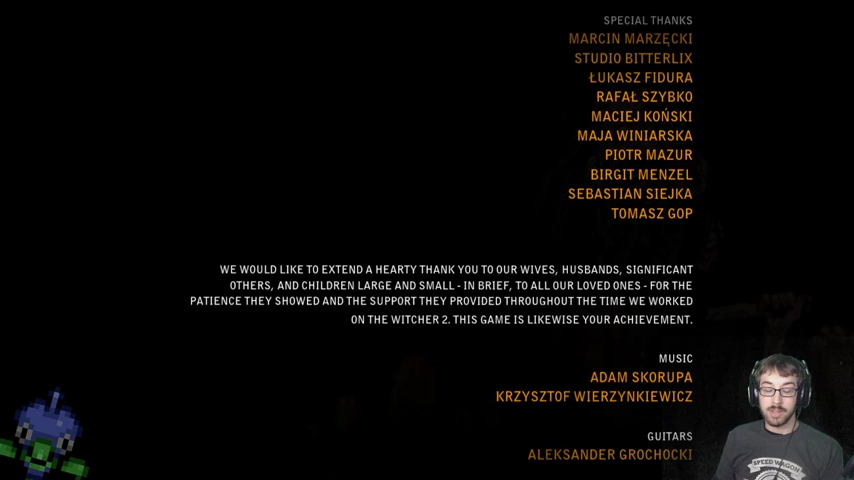 SPECIAL THANKS
MARCIN MARZĘCKI
STUDIO BITTERLIX
ŁUKASZ FIDURA
RAFAŁ SZYBKO
MACIEJ KOŃSKI
MAJA WINIARSKA
PIOTR MAZUR
BIRGIT MENZEL
SEBASTIAN SIEJKA
TOMASZ GOP
WE WOULD LIKE TO EXTEND A HEARTY THANK YOU TO OUR WIVES, HUSBANDS, SIGNIFICANT
OTHERS, AND CHILDREN LARGE AND SMALL - IN BRIEF, TO ALL OUR LOVED ONES - FOR THE
PATIENCE THEY SHOWED AND THE SUPPORT THEY PROVIDED THROUGHOUT THE TIME WE WORKED
ON THE WITCHER 2. THIS GAME IS LIKEWISE YOUR ACHIEVEMENT.
MUSIC
ADAM SKORUPA
KRZYSZTOF WIERZYNKIEWICZ
GUITARS
ALEKSANDER GROCHOCKI
SPEED WAGON